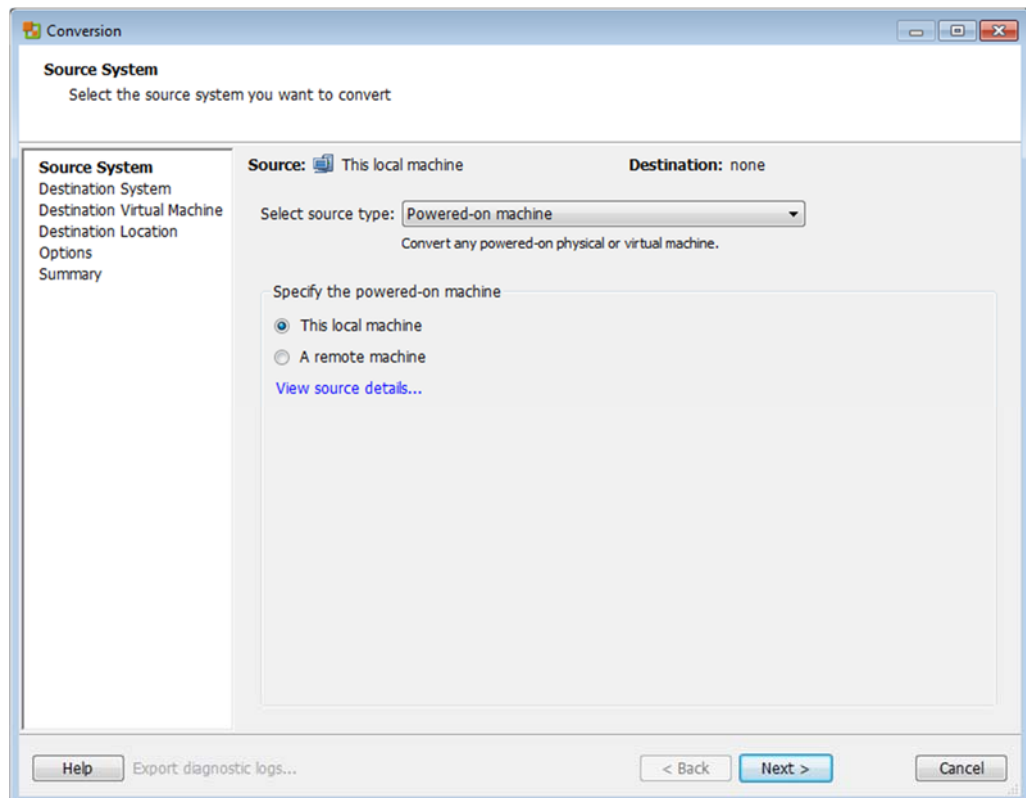 Conversion
Source System
Select the source system you want to convert
Source System
Destination System
Destination Virtual Machine
Destination Location
Options
Summary
Source: This local machine Destination: none
Select source type: Powered-on machine
Convert any powered-on physical or virtual machine.
Specify the powered-on machine
This local machine
A remote machine
View source details...
Help Export diagnostic logs... < Back Next > Cancel